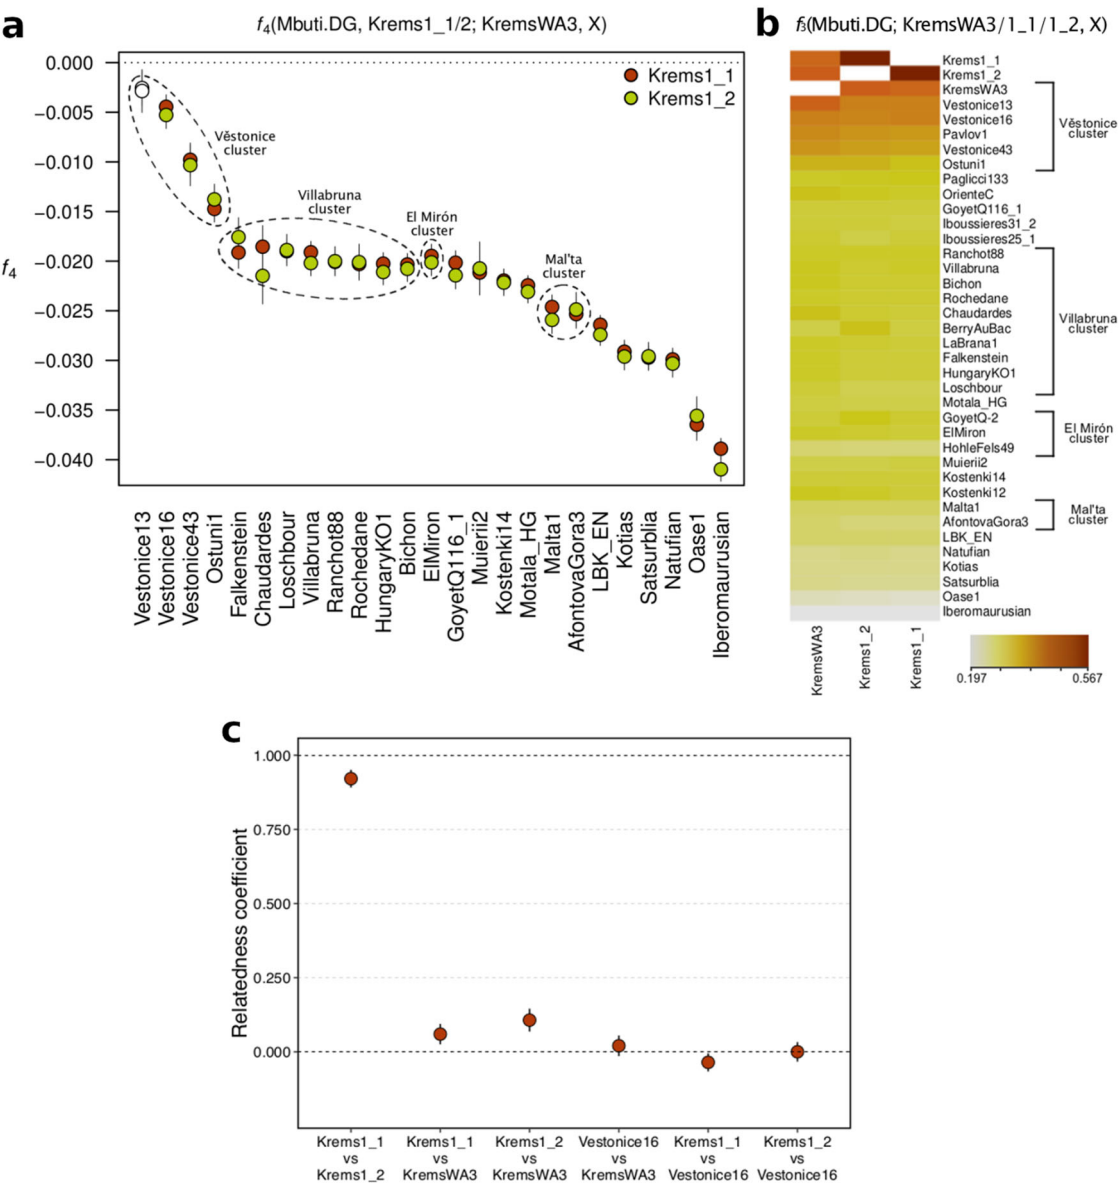 a
f4(Mbuti.DG, Krems1_1/2; KremsWA3, X)
0.000
−0.005
−0.010
−0.015
−0.020
−0.025
−0.030
−0.035
−0.040
f4
Krems1_1
Krems1_2
Věstonice
cluster
Villabruna
cluster
El Mirón
cluster
Mal'ta
cluster
Vestonice13
Vestonice16
Vestonice43
Ostuni1
Falkenstein
Chaudardes
Loschbour
Villabruna
Ranchot88
Rochedane
HungaryKO1
Bichon
ElMiron
GoyetQ116_1
Muierii2
Kostenki14
Motala_HG
Malta1
AfontovaGora3
LBK_EN
Kotias
Satsurblia
Natufian
Oase1
Iberomaurusian
b
f3(Mbuti.DG; KremsWA3/1_1/1_2, X)
Krems1_1
Krems1_2
KremsWA3
Vestonice13
Vestonice16
Pavlov1
Vestonice43
Ostuni1
Paglicci133
OrienteC
GoyetQ116_1
Iboussieres31_2
Iboussieres25_1
Ranchot88
Villabruna
Bichon
Rochedane
Chaudardes
BerryAuBac
LaBrana1
Falkenstein
HungaryKO1
Loschbour
Motala_HG
GoyetQ-2
ElMiron
HohleFels49
Muierii2
Kostenki14
Kostenki12
Malta1
AfontovaGora3
LBK_EN
Natufian
Kotias
Satsurblia
Oase1
Iberomaurusian
Věstonice
cluster
Villabruna
cluster
El Mirón
cluster
Mal'ta
cluster
KremsWA3
Krems1_2
Krems1_1
0.197
0.567
c
Relatedness coefficient
1.000
0.750
0.500
0.250
0.000
Krems1_1
vs
Krems1_2
Krems1_1
vs
KremsWA3
Krems1_2
vs
KremsWA3
Vestonice16
vs
KremsWA3
Krems1_1
vs
Vestonice16
Krems1_2
vs
Vestonice16